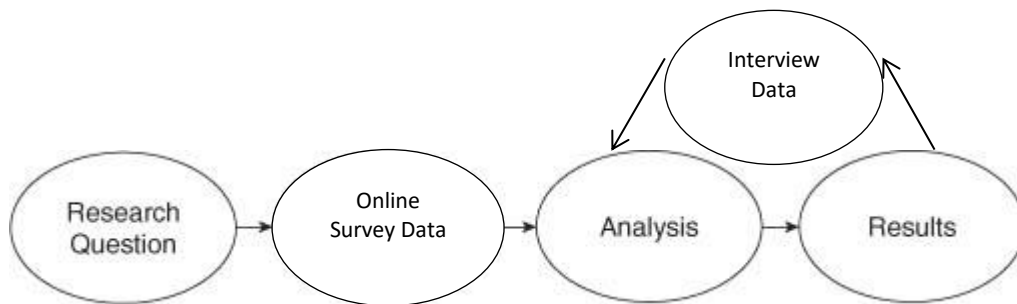 Interview
Data
Research
Question
Online
Survey Data
Analysis
Results